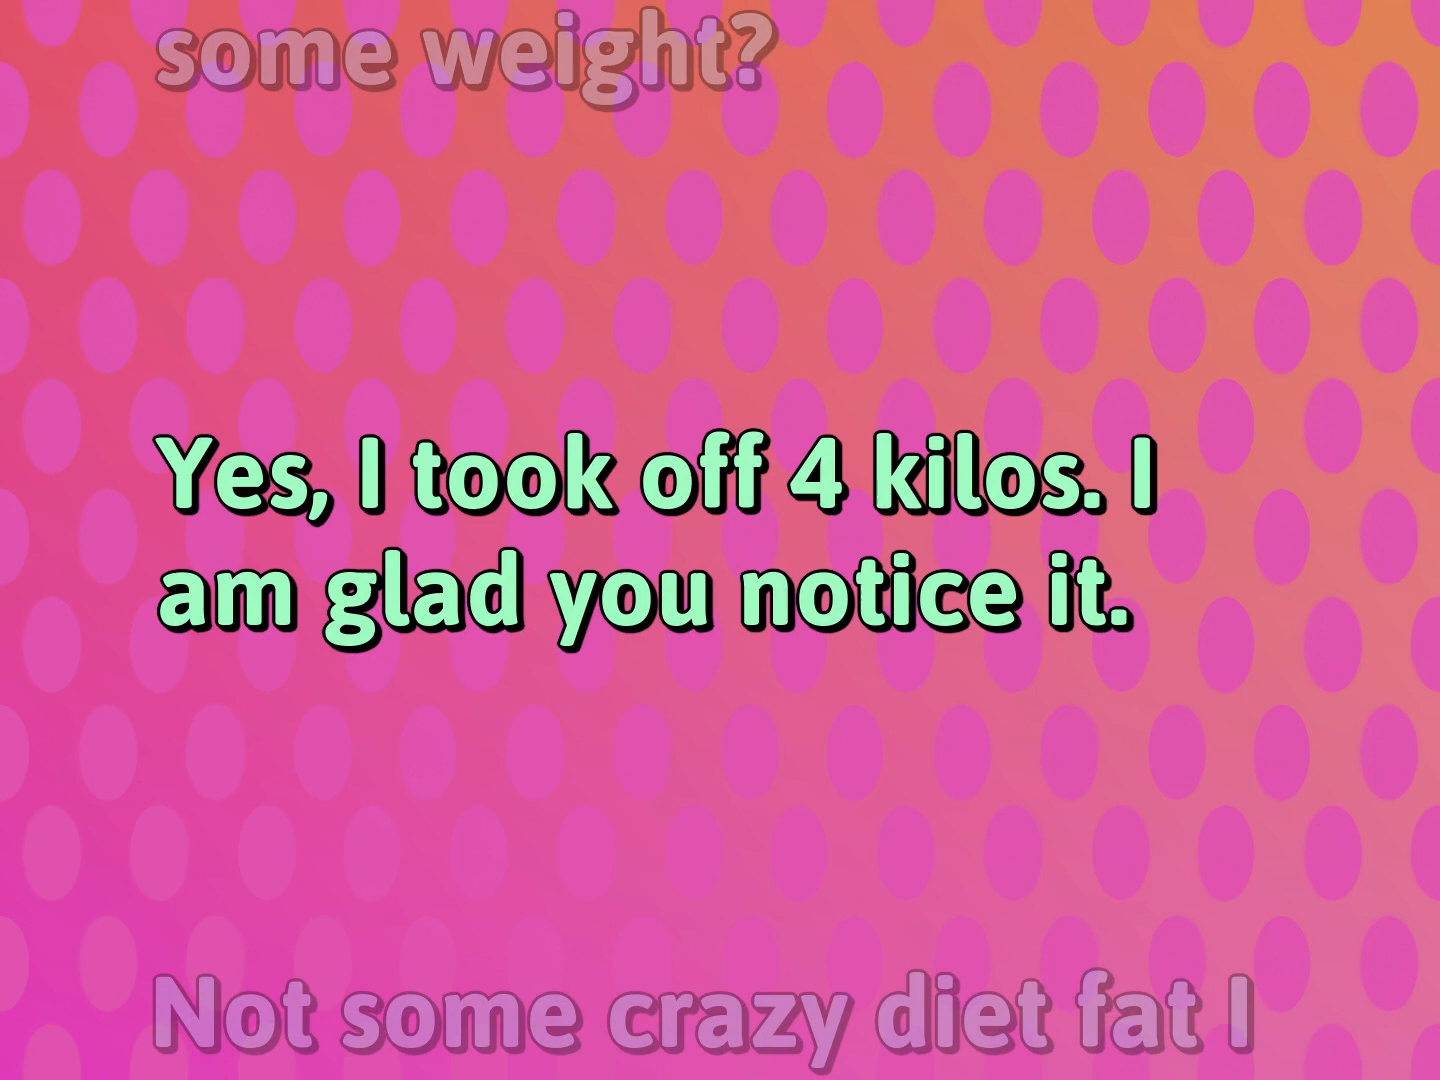 some weight?
Yes, I took off 4 kilos. I
am glad you notice it.
Not some crazy diet fat I